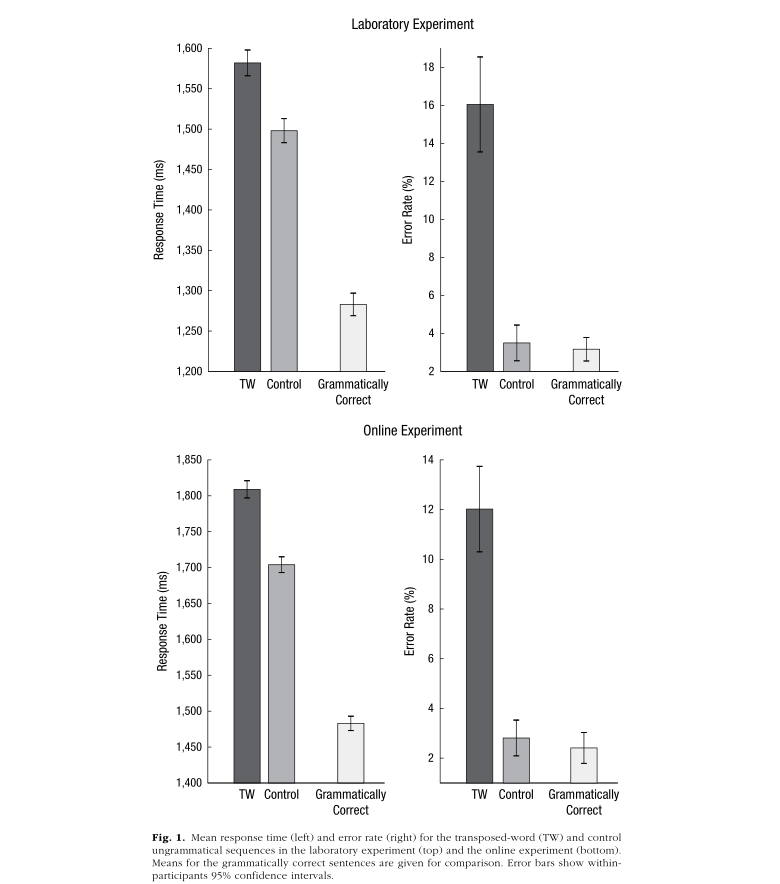 Laboratory Experiment
1,600
1,550
1,500
1,450
1,400
1,350
1,300
1,250
1,200
Response Time (ms)
TW Control Grammatically
Correct
18
16
14
12
10
8
6
4
2
Error Rate (%)
TW Control Grammatically
Correct
Online Experiment
1,850
1,800
1,750
1,700
1,650
1,600
1,550
1,500
1,450
1,400
Response Time (ms)
TW Control Grammatically
Correct
14
12
10
8
6
4
2
Error Rate (%)
TW Control Grammatically
Correct
Fig. 1. Mean response time (left) and error rate (right) for the transposed-word (TW) and control
ungrammatical sequences in the laboratory experiment (top) and the online experiment (bottom).
Means for the grammatically correct sentences are given for comparison. Error bars show within-
participants 95% confidence intervals.